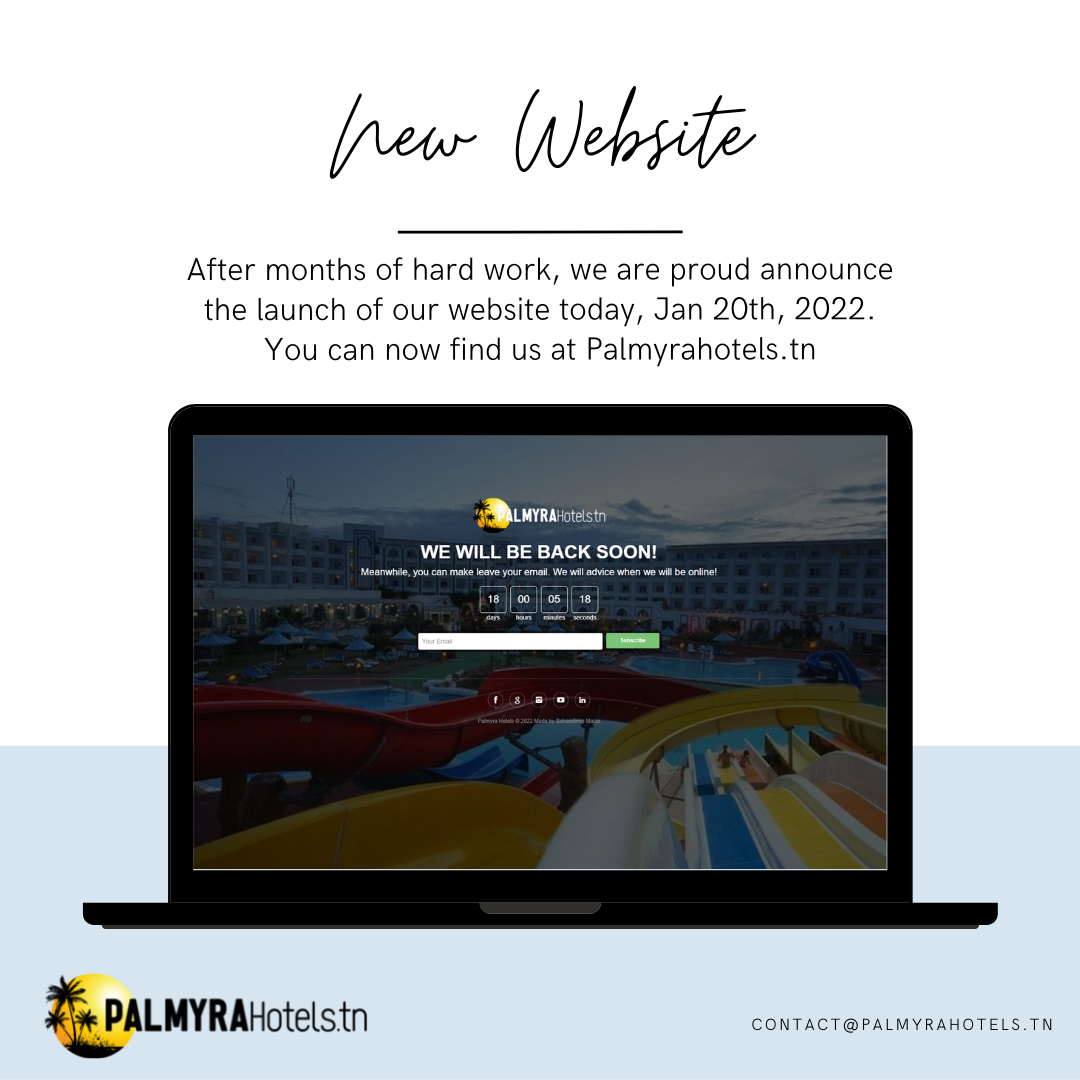 New Website
After months of hard work, we are proud announce
the launch of our website today, Jan 20th, 2022.
You can now find us at Palmyrahotels.tn
PALMYRAHotels.tn
WE WILL BE BACK SOON!
Meanwhile, you can make leave your email. We will advice when we will be online!
18 00 05 18
days hours minutes seconds
Your Email Subscribe
Palmyra Hotels © 2022 Made by
PALMYRAHotels.tn
CONTACT@PALMYRAHOTELS.TN